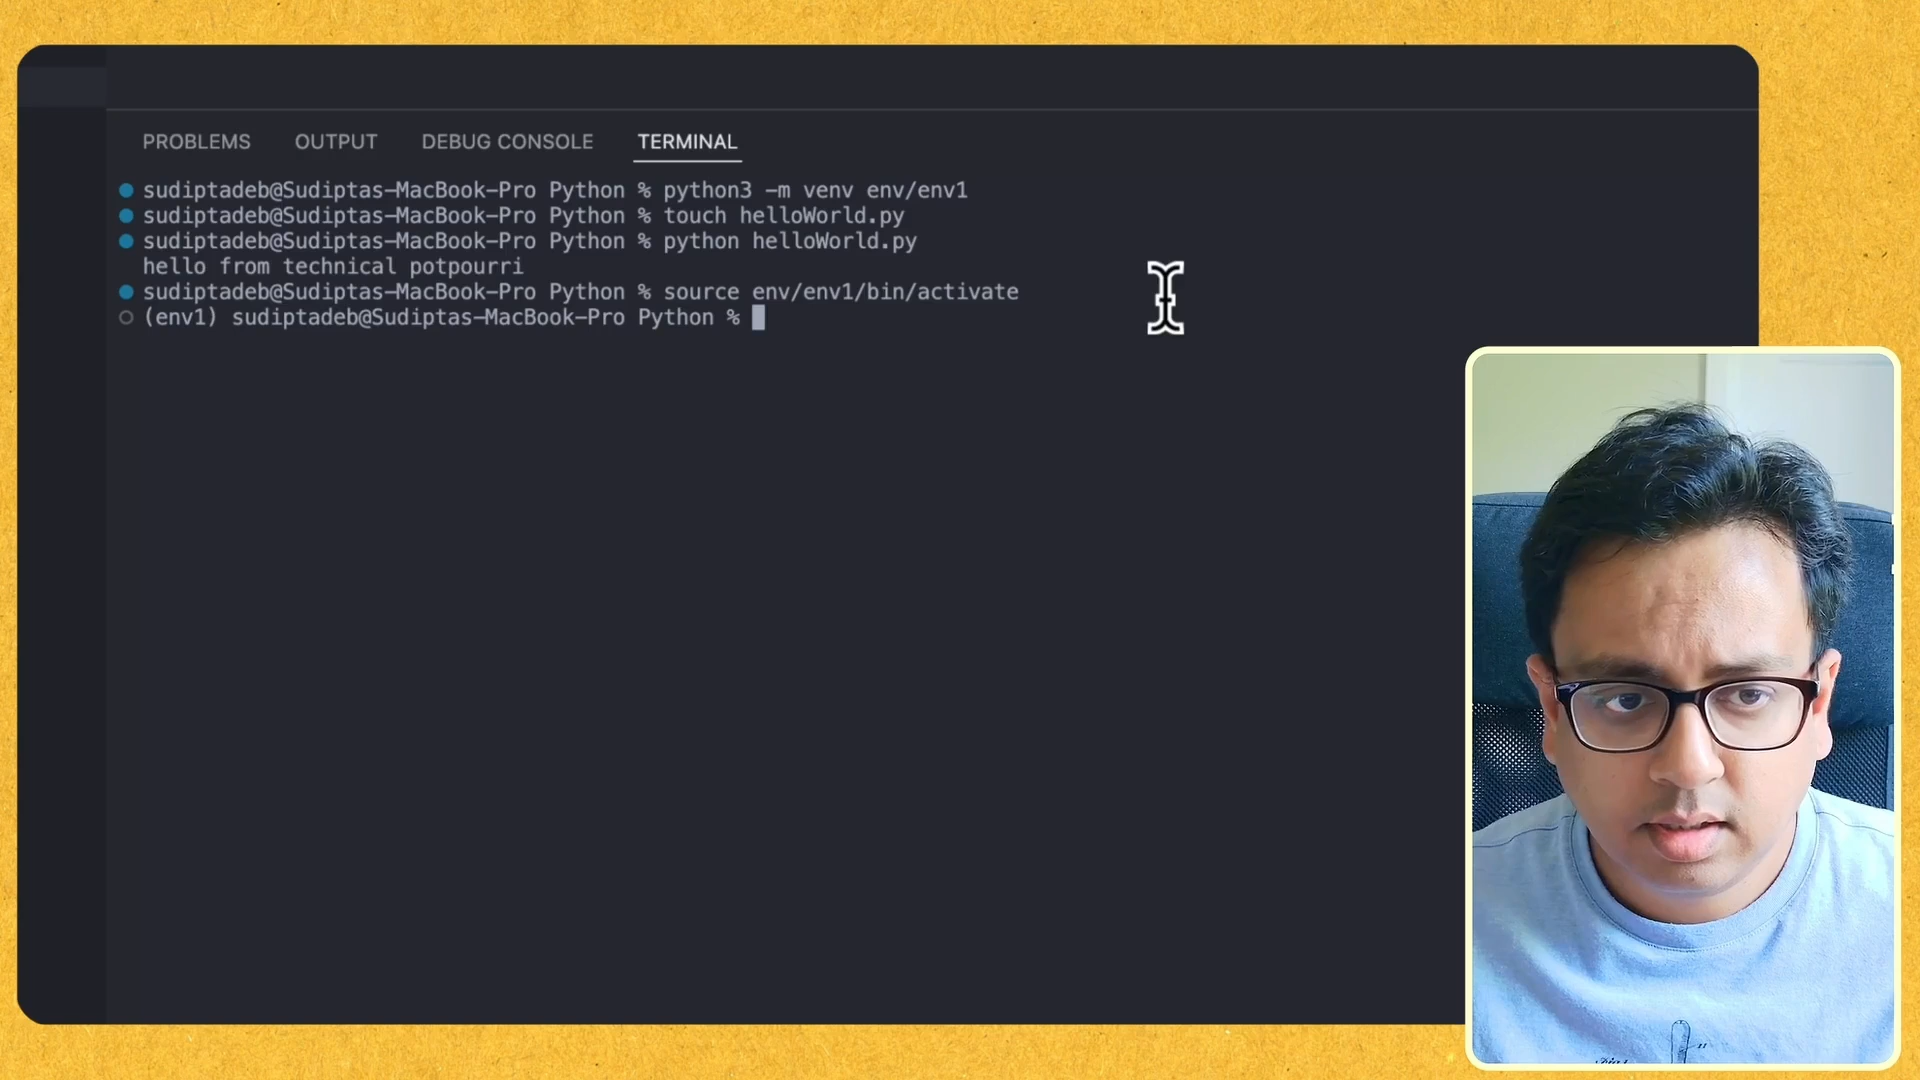 PROBLEMS OUTPUT DEBUG CONSOLE TERMINAL
sudiptadeb@Sudiptas-MacBook-Pro Python % python3 -m venv env/env1
sudiptadeb@Sudiptas-MacBook-Pro Python % touch helloWorld.py
sudiptadeb@Sudiptas-MacBook-Pro Python % python helloWorld.py
hello from technical potpourri
sudiptadeb@Sudiptas-MacBook-Pro Python % source env/env1/bin/activate
(env1) sudiptadeb@Sudiptas-MacBook-Pro Python %